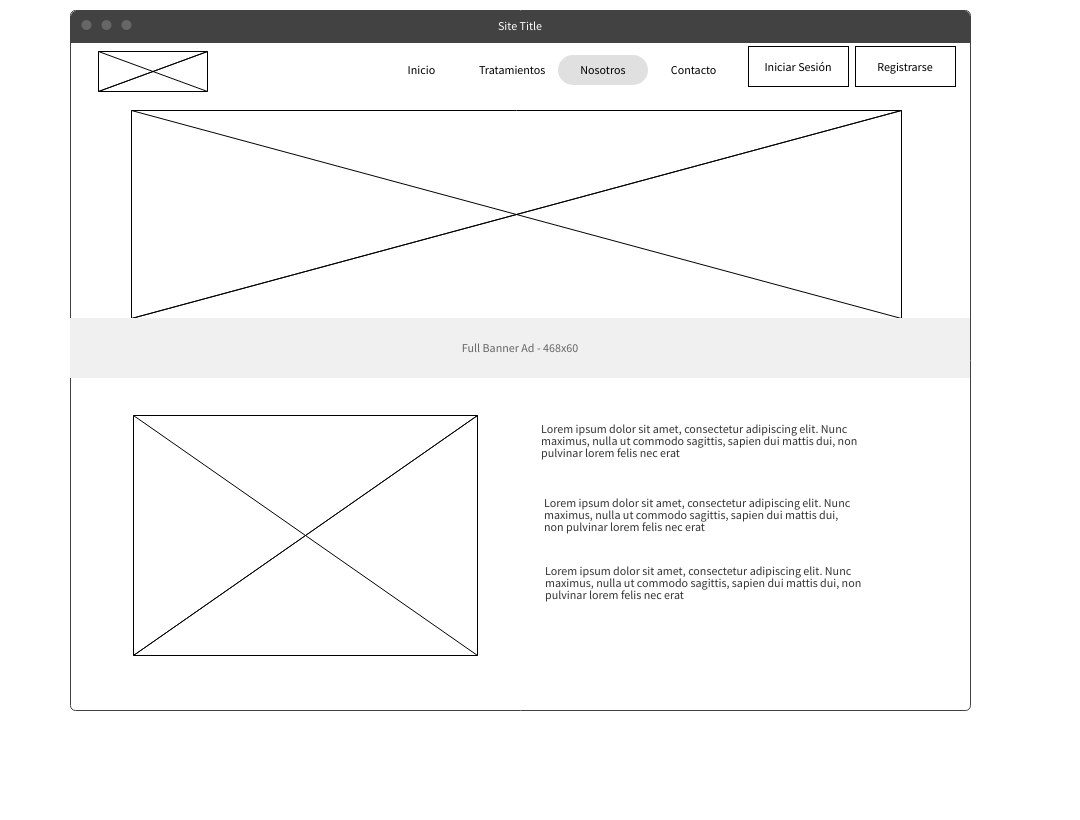 Site Title
Inicio
Tratamientos
Nosotros
Contacto
Iniciar Sesión
Registrarse
Full Banner Ad - 468x60
Lorem ipsum dolor sit amet, consectetur adipiscing elit. Nunc
maximus, nulla ut commodo sagittis, sapien dui mattis dui, non
pulvinar lorem felis nec erat
Lorem ipsum dolor sit amet, consectetur adipiscing elit. Nunc
maximus, nulla ut commodo sagittis, sapien dui mattis dui,
non pulvinar lorem felis nec erat
Lorem ipsum dolor sit amet, consectetur adipiscing elit. Nunc
maximus, nulla ut commodo sagittis, sapien dui mattis dui, non
pulvinar lorem felis nec erat